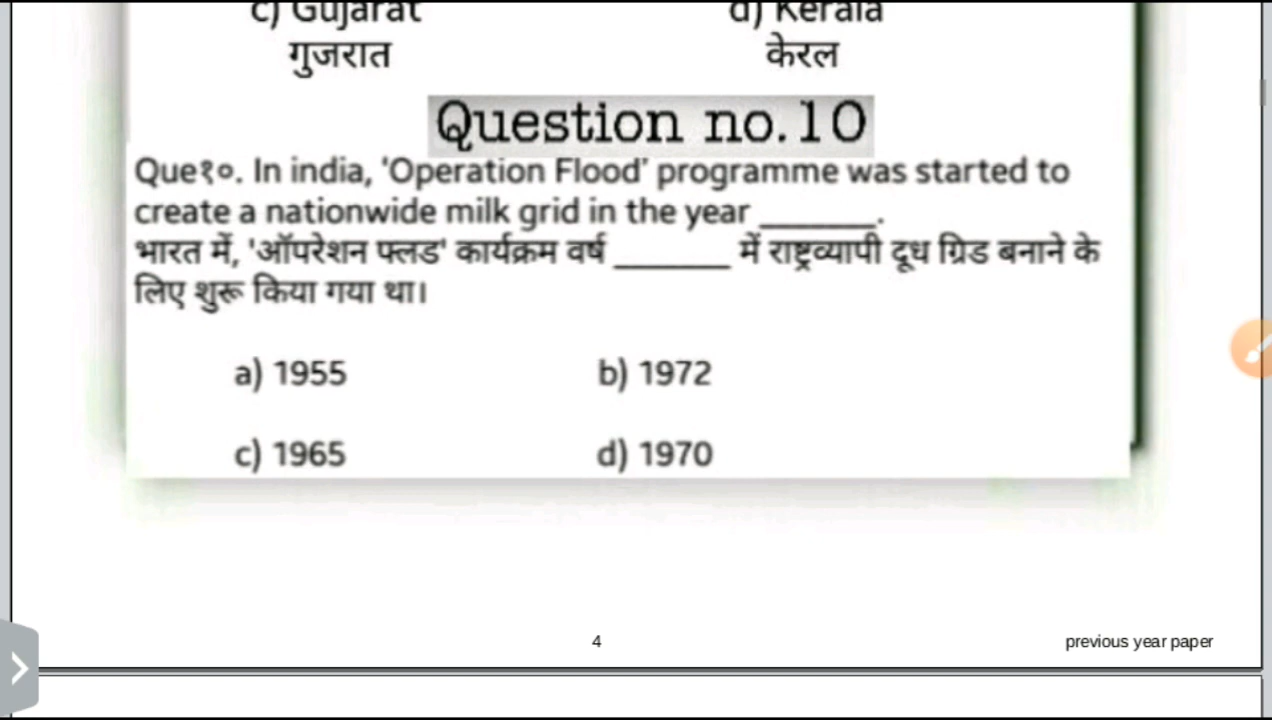 c) Gujarat d) Kerala
गुजरात केरल
Question no.10
Que१०. In india, 'Operation Flood' programme was started to
create a nationwide milk grid in the year _______.
भारत में, 'ऑपरेशन फ्लड' कार्यक्रम वर्ष _______ में राष्ट्रव्यापी दूध ग्रिड बनाने के
लिए शुरू किया गया था।
a) 1955 b) 1972
c) 1965 d) 1970
4 previous year paper